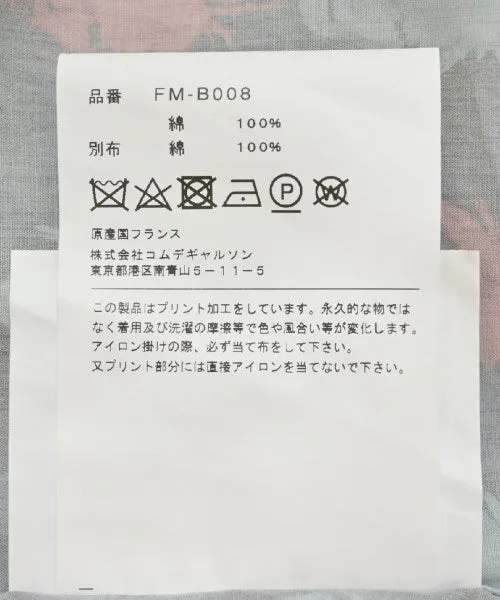 品番 FM-B008
綿 100%
別布 綿 100%
P W
原産国フランス
株式会社コムデギャルソン
東京都港区南青山5-11-5
この製品はプリント加工をしています。永久的な物では
なく着用及び洗濯の摩擦等で色や風合い等が変化します。
アイロン掛けの際、必ず当て布をして下さい。
又プリント部分には直接アイロンを当てないで下さい。